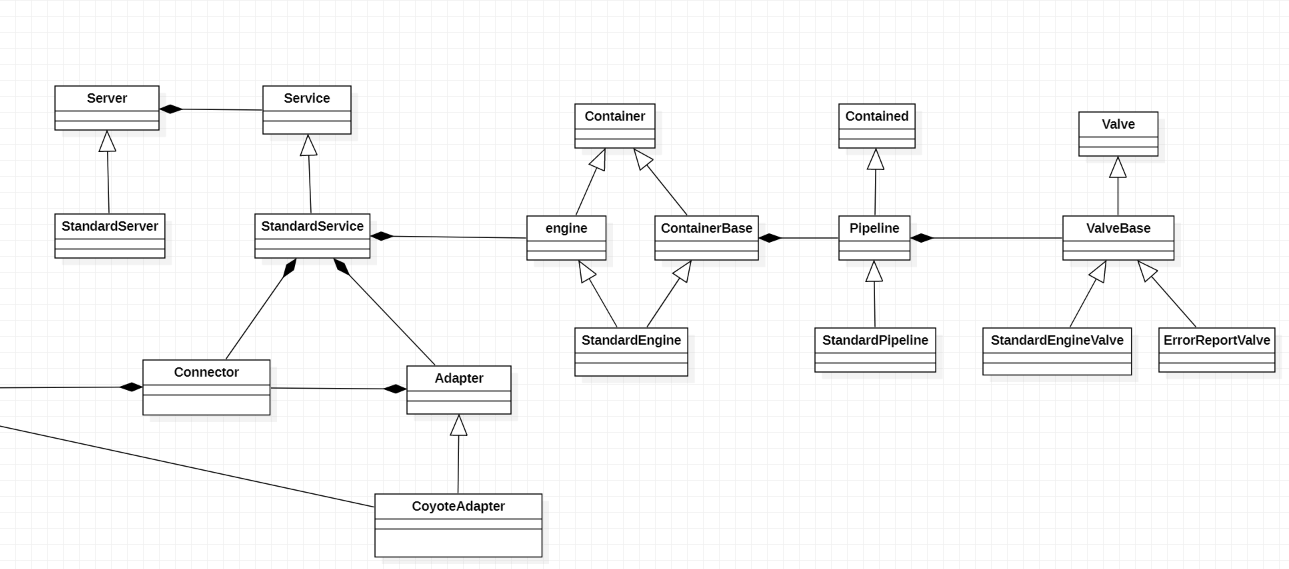 Server
Service
Container
Contained
Valve
StandardServer
StandardService
engine
ContainerBase
Pipeline
ValveBase
StandardEngine
StandardPipeline
StandardEngineValve
ErrorReportValve
Connector
Adapter
CoyoteAdapter